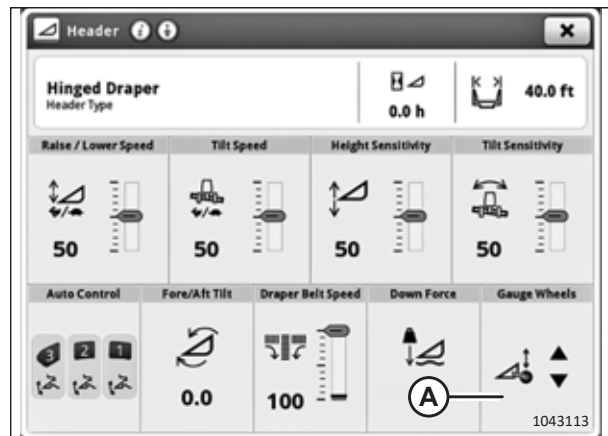 Header
Hinged Draper
Header Type
0.0 h
40.0 ft
Raise / Lower Speed
Tilt Speed
Height Sensitivity
Tilt Sensitivity
50
50
50
50
Auto Control
Fore/Aft Tilt
Draper Belt Speed
Down Force
Gauge Wheels
3 2 1
0.0
100
A
1043113